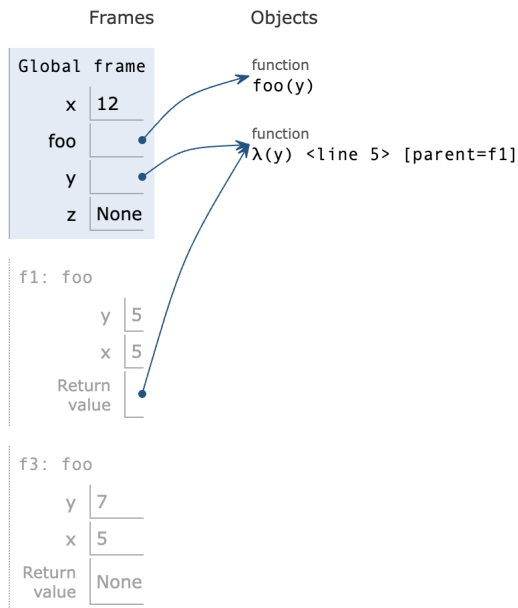 Frames Objects
Global frame
x 12
foo
y
z None
function
foo(y)
function
λ(y) <line 5> [parent=f1]
f1: foo
y 5
x 5
Return
value
f3: foo
y 7
x 5
Return
value None